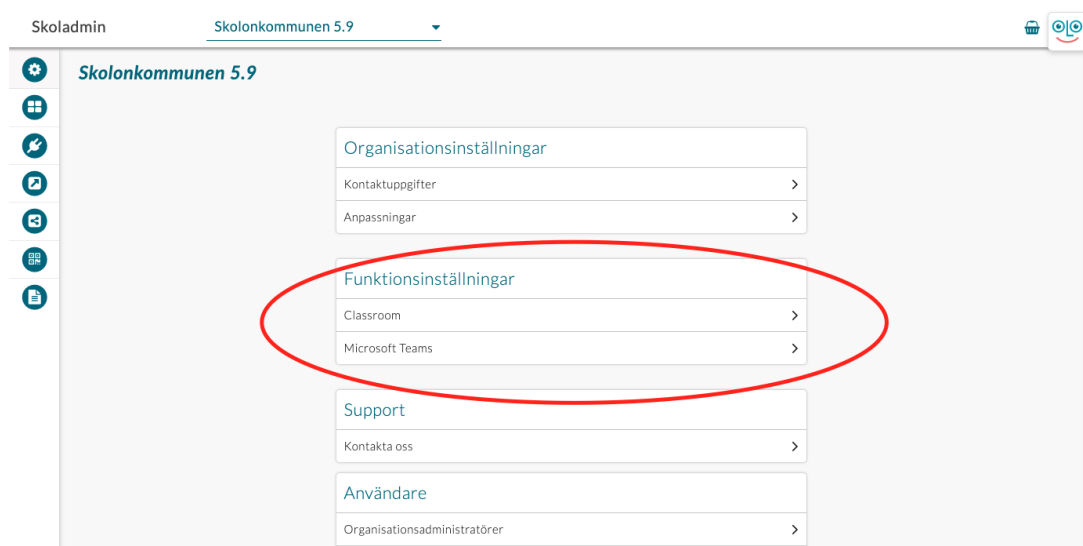 Skoladmin
Skolonkommunen 5.9
Skolonkommunen 5.9
Organisationsinställningar
Kontaktuppgifter
Anpassningar
Funktionsinställningar
Classroom
Microsoft Teams
Support
Kontakta oss
Användare
Organisationsadministratörer